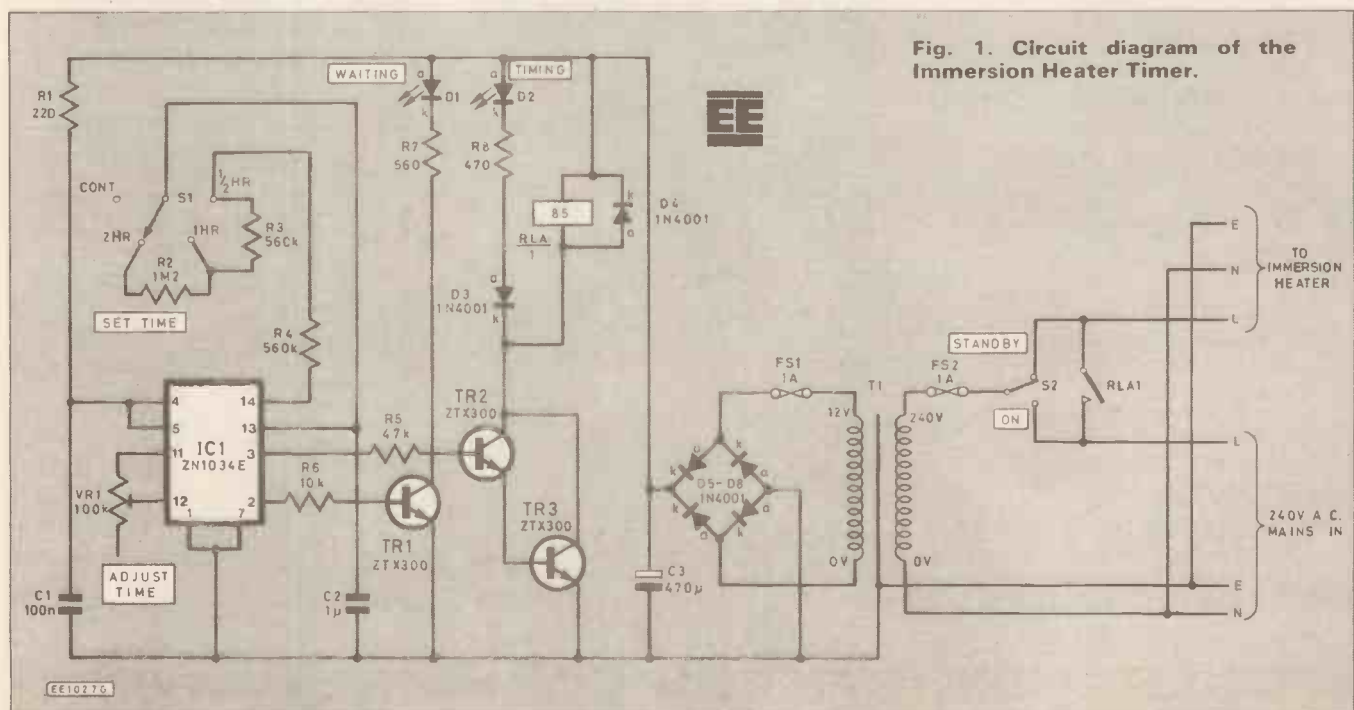 Fig. 1. Circuit diagram of the
Immersion Heater Timer.
EE
WAITING
TIMING
R1
220
a
D1
k
a
D2
k
R7
560
R8
470
CONT
S1
1/2HR
2HR
1HR
R3
560k
R2
1M2
SET TIME
R4
560k
85
RLA
1
k
D4
1N4001
a
a
D3
1N4001
k
4
5
11
12
1
7
14
13
3
2
IC1
ZN1034E
VR1
100k
ADJUST
TIME
R5
47k
R6
10k
TR1
ZTX300
TR2
ZTX300
TR3
ZTX300
C1
100n
C2
1µ
C3
470µ
k
a
k
a
k
a
k
a
D5-D8
1N4001
FS1
1A
12V
0V
T1
240V
0V
FS2
1A
STANDBY
S2
ON
RLA1
E
N
L
TO
IMMERSION
HEATER
L
E
N
240V A.C.
MAINS IN
EE1027G